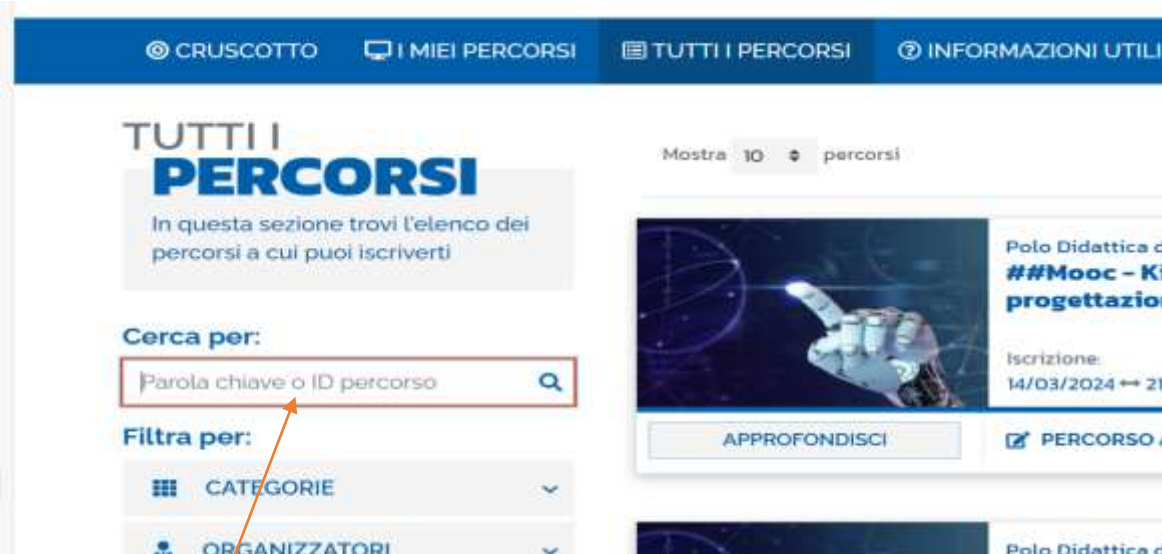 CRUSCOTTO
I MIEI PERCORSI
TUTTI I PERCORSI
INFORMAZIONI UTILI
TUTTI I
PERCORSI
In questa sezione trovi l'elenco dei
percorsi a cui puoi iscriverti
Cerca per:
Parola chiave o ID percorso
Filtra per:
CATEGORIE
ORGANIZZATORI
Mostra 10 percorsi
Polo Didattica
##Mooc -
Iscrizione:
14/03/2024 ↔ 21
APPROFONDISCI
PERCORSO
Polo Didattica